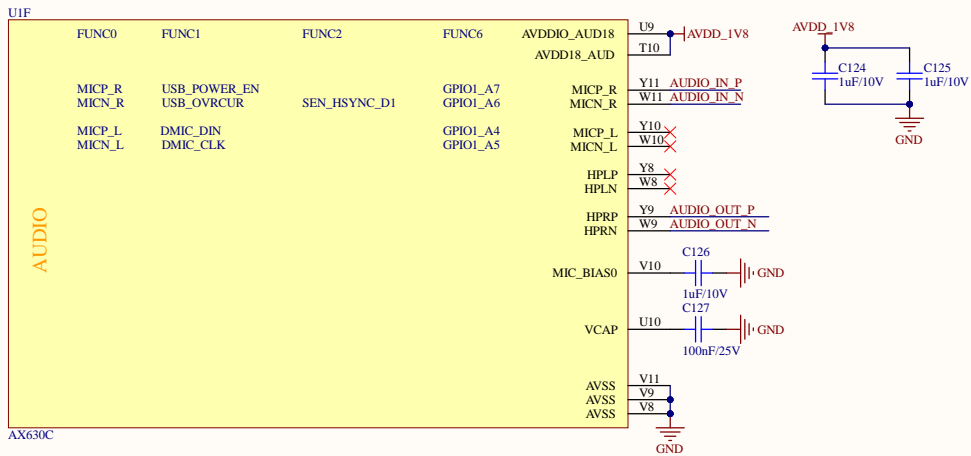 U1F
FUNC0 FUNC1 FUNC2 FUNC6 AVDDIO_AUD18 U9 AVDD_1V8
AVDD18_AUD T10
MICP_R USB_POWER_EN GPIO1_A7 MICP_R Y11 AUDIO_IN_P
MICN_R USB_OVRCUR SEN_HSYNC_D1 GPIO1_A6 MICN_R W11 AUDIO_IN_N
MICP_L DMIC_DIN GPIO1_A4 MICP_L Y10
MICN_L DMIC_CLK GPIO1_A5 MICN_L W10
HPLP Y8
HPLN W8
HPRP Y9 AUDIO_OUT_P
HPRN W9 AUDIO_OUT_N
AUDIO
MIC_BIAS0 V10 C126 GND
1uF/10V
VCAP U10 C127 GND
100nF/25V
AVSS V11
AVSS V9
AVSS V8
GND
AX630C
AVDD_1V8
C124 C125
1uF/10V 1uF/10V
GND